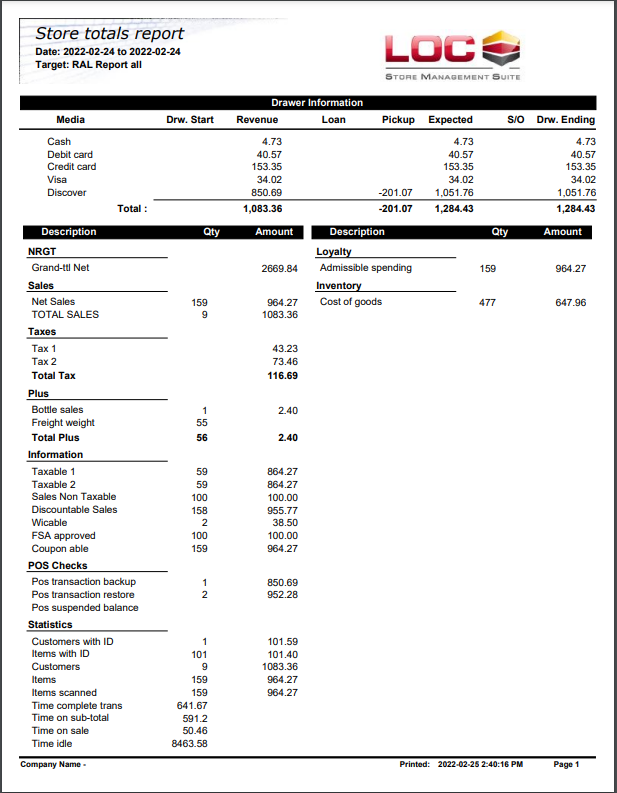 Store totals report
Date: 2022-02-24 to 2022-02-24
Target: RAL Report all
LOC
STORE MANAGEMENT SUITE
Drawer Information
Media Drw. Start Revenue Loan Pickup Expected S/O Drw. Ending
Cash 4.73 4.73 4.73
Debit card 40.57 40.57 40.57
Credit card 153.35 153.35 153.35
Visa 34.02 34.02 34.02
Discover 850.69 -201.07 1,051.76 1,051.76
Total : 1,083.36 -201.07 1,284.43 1,284.43
Description Qty Amount
NRGT
Grand-ttl Net 2669.84
Sales
Net Sales 159 964.27
TOTAL SALES 9 1083.36
Taxes
Tax 1 43.23
Tax 2 73.46
Total Tax 116.69
Plus
Bottle sales 1 2.40
Freight weight 55
Total Plus 56 2.40
Information
Taxable 1 59 864.27
Taxable 2 59 864.27
Sales Non Taxable 100 100.00
Discountable Sales 158 955.77
Wicable 2 38.50
FSA approved 100 100.00
Coupon able 159 964.27
POS Checks
Pos transaction backup 1 850.69
Pos transaction restore 2 952.28
Pos suspended balance
Statistics
Customers with ID 1 101.59
Items with ID 101 101.40
Customers 9 1083.36
Items 159 964.27
Items scanned 159 964.27
Time complete trans 641.67
Time on sub-total 591.2
Time on sale 50.46
Time idle 8463.58
Description Qty Amount
Loyalty
Admissible spending 159 964.27
Inventory
Cost of goods 477 647.96
Company Name - Printed: 2022-02-25 2:40:16 PM Page 1